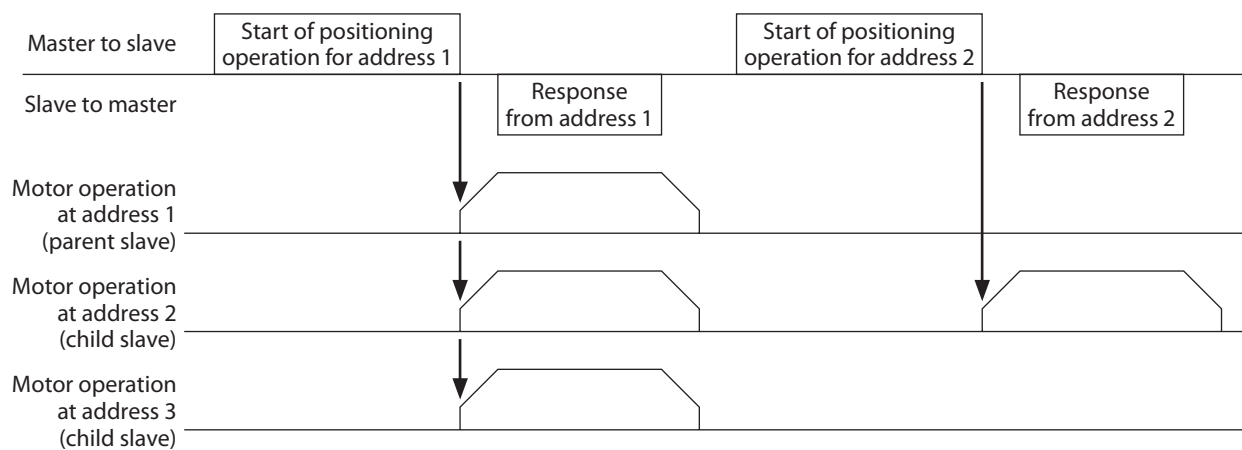 Master to slave
Start of positioning
operation for address 1
Start of positioning
operation for address 2
Slave to master
Response
from address 1
Response
from address 2
Motor operation
at address 1
(parent slave)
Motor operation
at address 2
(child slave)
Motor operation
at address 3
(child slave)